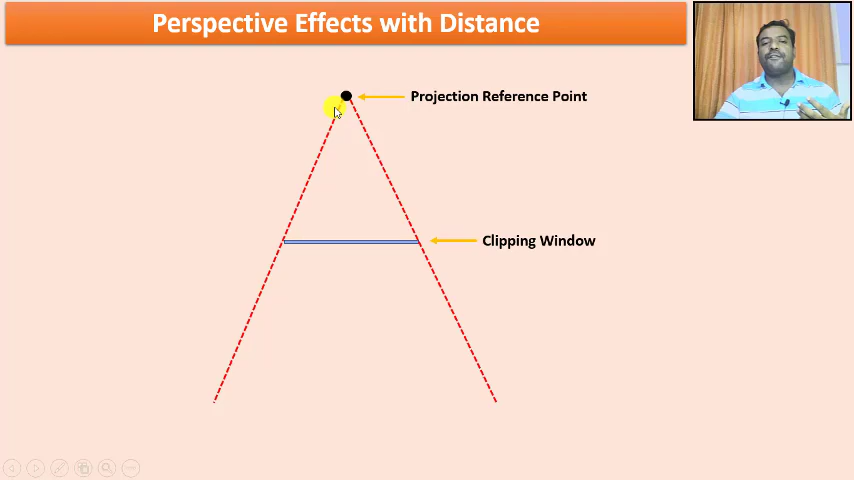 Perspective Effects with Distance
Projection Reference Point
Clipping Window